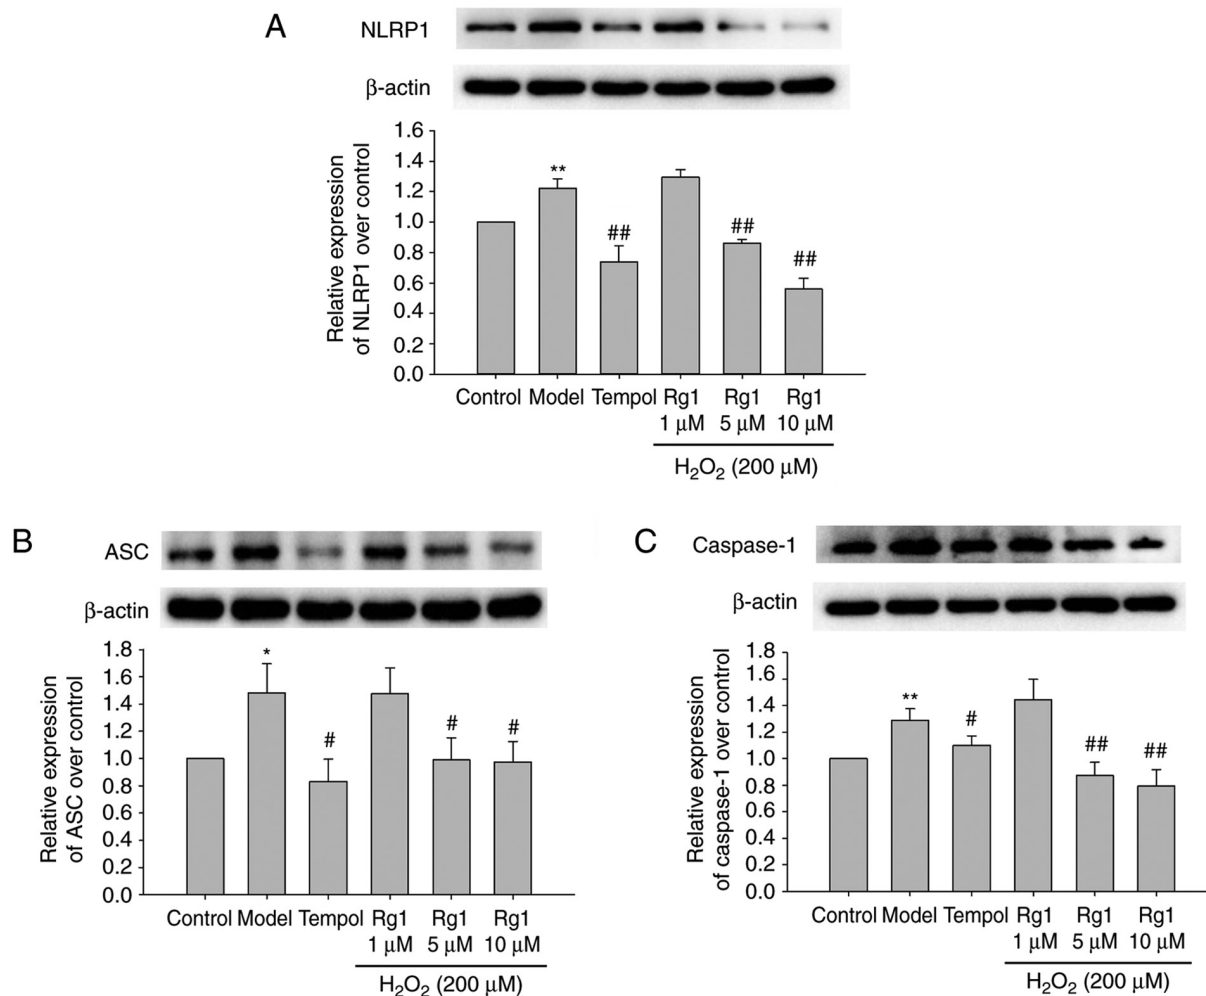 A
NLRP1
β-actin
Relative expression
of NLRP1 over control
1.6
1.4
1.2
1.0
0.8
0.6
0.4
0.2
0.0
**
##
##
##
Control Model Tempol Rg1 Rg1 Rg1
1 μM 5 μM 10 μM
H₂O₂ (200 μM)
B
ASC
β-actin
Relative expression
of ASC over control
1.8
1.6
1.4
1.2
1.0
0.8
0.6
0.4
0.2
0.0
*
#
#
#
Control Model Tempol Rg1 Rg1 Rg1
1 μM 5 μM 10 μM
H₂O₂ (200 μM)
C
Caspase-1
β-actin
Relative expression
of caspase-1 over control
1.8
1.6
1.4
1.2
1.0
0.8
0.6
0.4
0.2
0.0
**
#
##
##
Control Model Tempol Rg1 Rg1 Rg1
1 μM 5 μM 10 μM
H₂O₂ (200 μM)